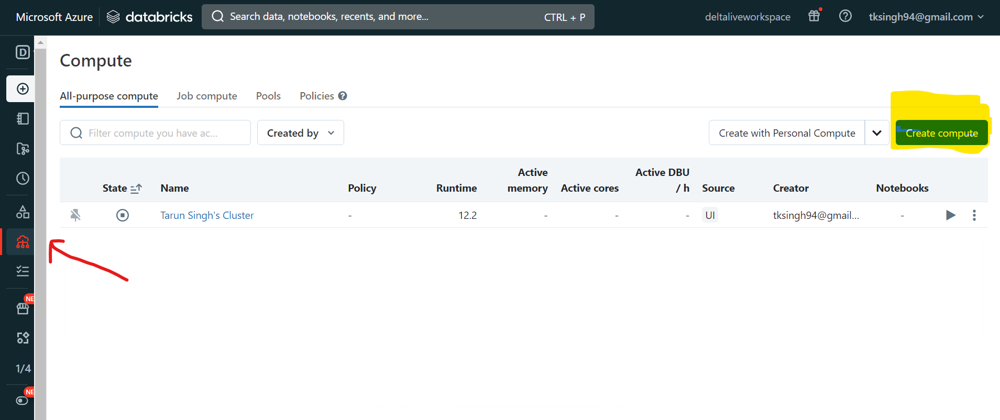 Microsoft Azure databricks Search data, notebooks, recents, and more... CTRL + P deltaliveworkspace tksingh94@gmail.com
D
Compute
All-purpose compute Job compute Pools Policies ?
Filter compute you have ac... Created by Create with Personal Compute Create compute
State Name Policy Runtime Active memory Active cores Active DBU / h Source Creator Notebooks
- Tarun Singh's Cluster - 12.2 - - - UI tksingh94@gmail... -
NE
1/4
NE